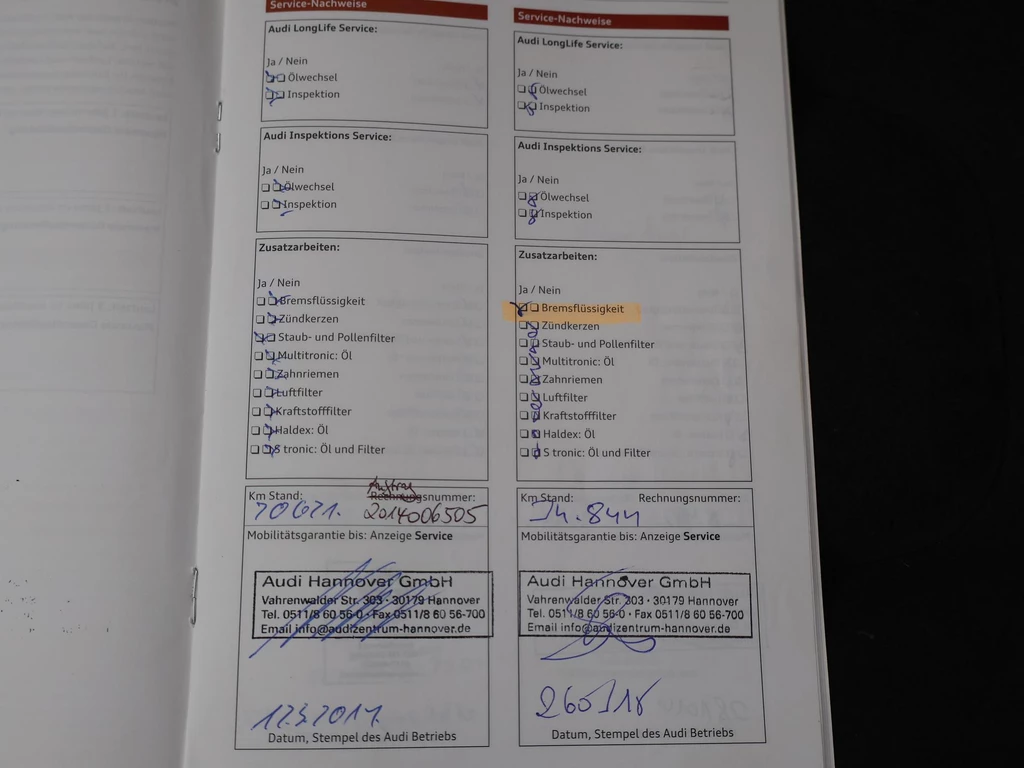 Service-Nachweise
Audi LongLife Service:
Ja / Nein
Ölwechsel
Inspektion
Audi Inspektions Service:
Ja / Nein
Ölwechsel
Inspektion
Zusatzarbeiten:
Ja / Nein
Bremsflüssigkeit
Zündkerzen
Staub- und Pollenfilter
Multitronic: Öl
Zahnriemen
Luftfilter
Kraftstofffilter
Haldex: Öl
S tronic: Öl und Filter
Auftrag
Km Stand: Rechnungsnummer:
70671. 2014006505
Mobilitätsgarantie bis: Anzeige Service
Audi Hannover GmbH
Vahrenwalder Str. 303 · 30179 Hannover
Tel. 0511/8 60 56-0 · Fax 0511/8 60 56-700
Email info@audizentrum-hannover.de
Datum, Stempel des Audi Betriebs
Service-Nachweise
Audi LongLife Service:
Ja / Nein
Ölwechsel
Inspektion
Audi Inspektions Service:
Ja / Nein
Ölwechsel
Inspektion
Zusatzarbeiten:
Ja / Nein
Bremsflüssigkeit
Zündkerzen
Staub- und Pollenfilter
Multitronic: Öl
Zahnriemen
Luftfilter
Kraftstofffilter
Haldex: Öl
S tronic: Öl und Filter
Km Stand: Rechnungsnummer:
74.844
Mobilitätsgarantie bis: Anzeige Service
Audi Hannover GmbH
Vahrenwalder Str. 303 · 30179 Hannover
Tel. 0511/8 60 56-0 · Fax 0511/8 60 56-700
Email info@audizentrum-hannover.de
Datum, Stempel des Audi Betriebs